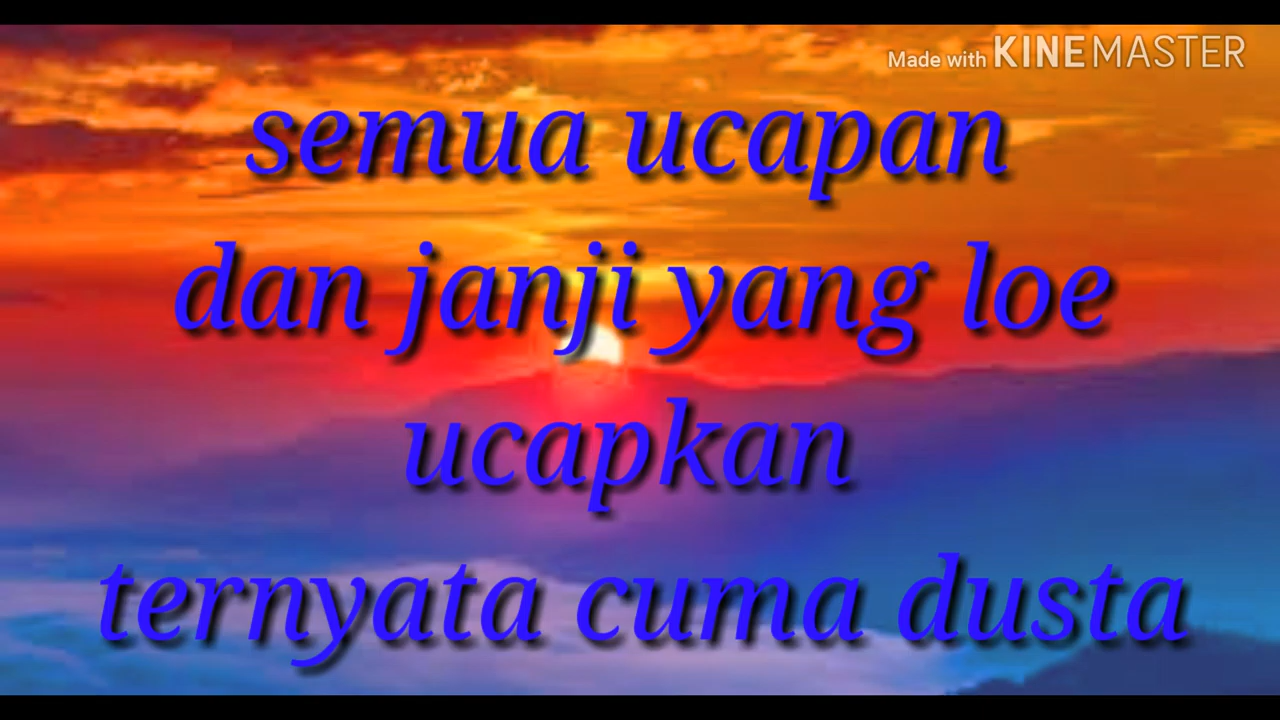 Made with KINEMASTER
semua ucapan
dan janji yang loe
ucapkan
ternyata cuma dusta